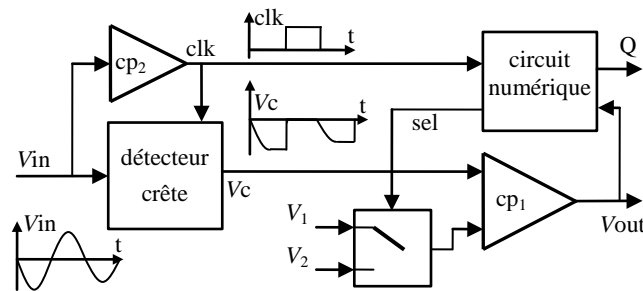 clk
t
cp2
clk
circuit
numérique
Q
Vc
t
sel
Vin
détecteur
crête
Vc
cp1
Vout
V1
V2
Vin
t